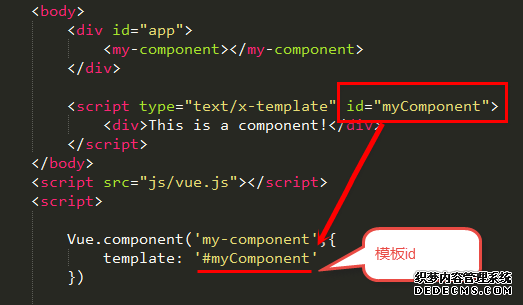 <body>
<div id="app">
<my-component></my-component>
</div>
<script type="text/x-template" id="myComponent">
<div>This is a component!</div>
</script>
</body>
<script src="js/vue.js"></script>
<script>
Vue.component('my-component',{
template: '#myComponent'
})
模板id
织梦内容管理系统
DEDECMS.COM